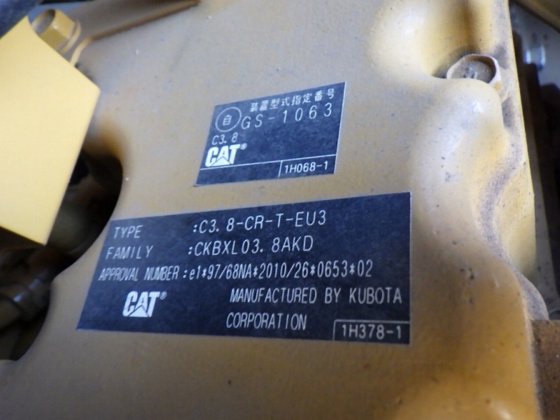 装置型式指定番号
自 GS-1063
C3.8
CAT®
1H068-1
TYPE :C3.8-CR-T-EU3
FAMILY :CKBXL03.8AKD
APPROVAL NUMBER :e1*97/68NA*2010/26*0653*02
CAT® MANUFACTURED BY KUBOTA
CORPORATION
1H378-1